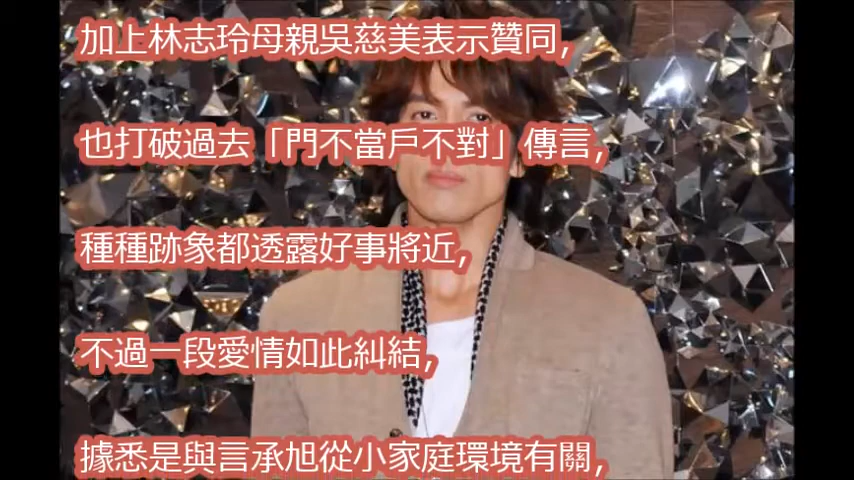 加上林志玲母親吳慈美表示贊同，
也打破過去「門不當戶不對」傳言，
種種跡象都透露好事將近，
不過一段愛情如此糾結，
據悉是與言承旭從小家庭環境有關，